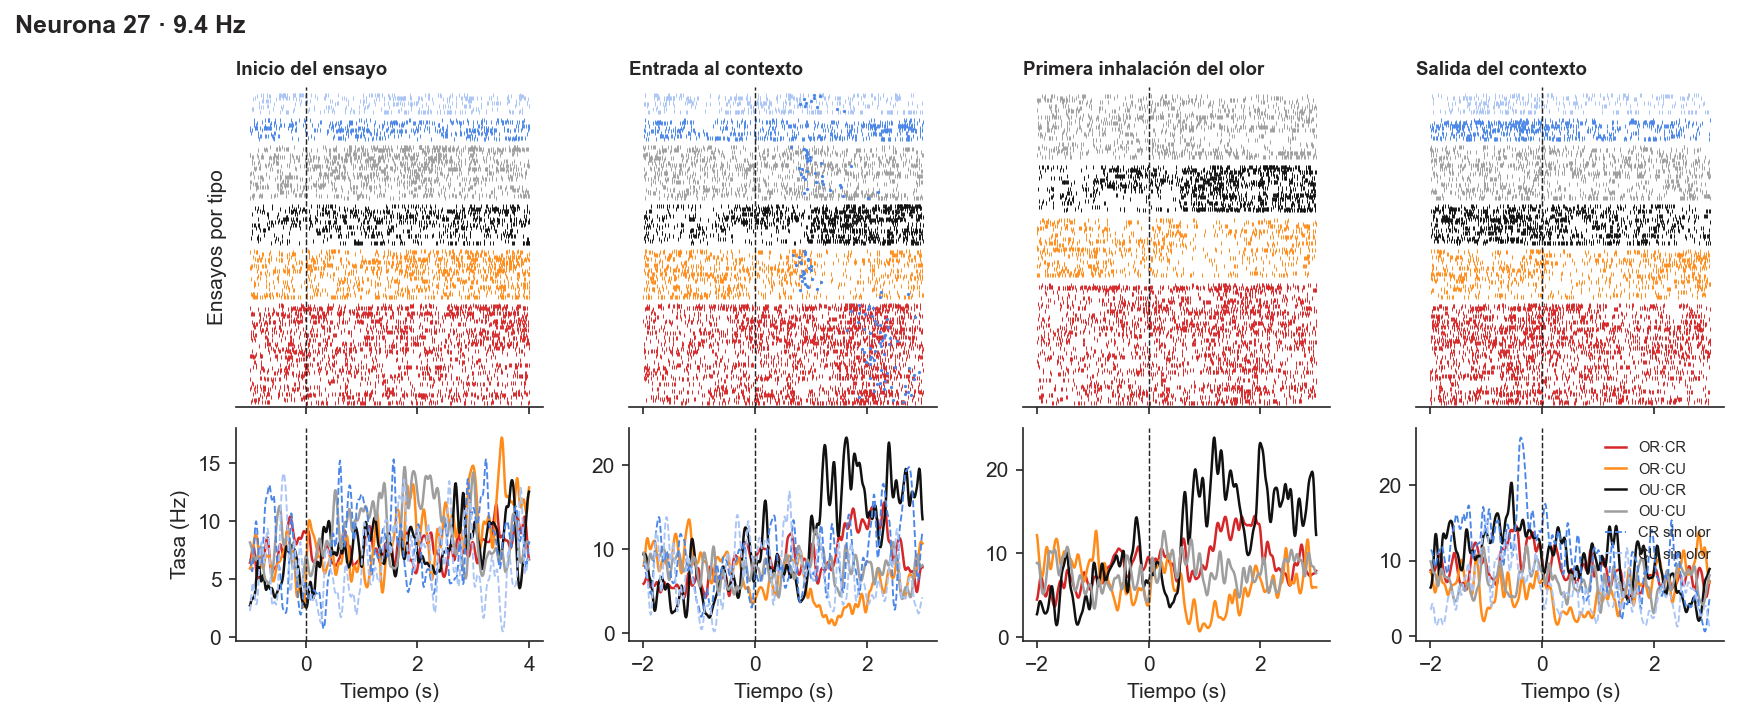 Neurona 27 · 9.4 Hz
Inicio del ensayo
Entrada al contexto
Primera inhalación del olor
Salida del contexto
Ensayos por tipo
Tasa (Hz)
15
10
5
0
0
2
4
Tiempo (s)
20
10
0
−2
0
2
Tiempo (s)
20
10
0
−2
0
2
Tiempo (s)
20
10
0
−2
0
2
Tiempo (s)
OR·CR
OR·CU
OU·CR
OU·CU
CR sin olor
CU sin olor